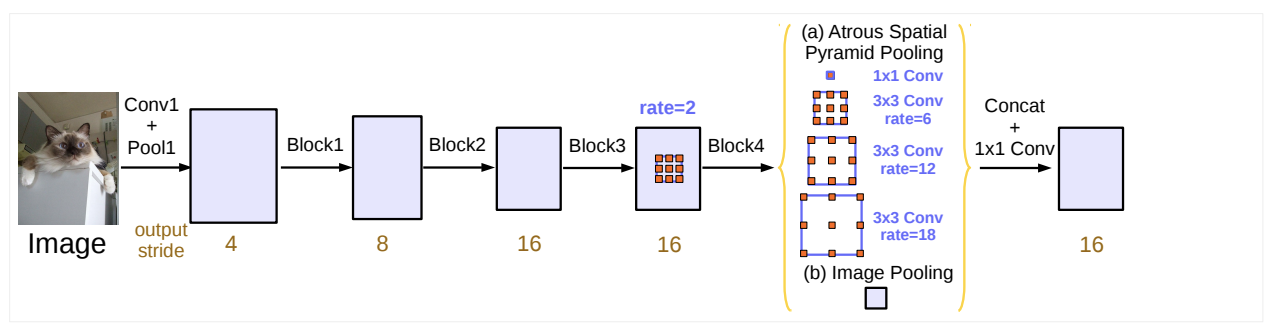 Image
Conv1
+
Pool1
output
stride
4
Block1
8
Block2
16
Block3
rate=2
16
Block4
(a) Atrous Spatial
Pyramid Pooling
1x1 Conv
3x3 Conv
rate=6
3x3 Conv
rate=12
3x3 Conv
rate=18
(b) Image Pooling
Concat
+
1x1 Conv
16